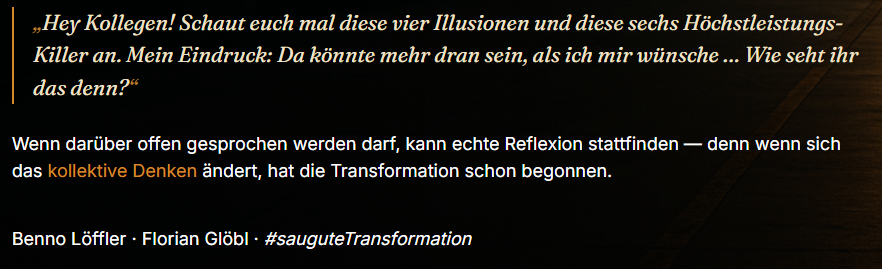 „Hey Kollegen! Schaut euch mal diese vier Illusionen und diese sechs Höchstleistungs-
Killer an. Mein Eindruck: Da könnte mehr dran sein, als ich mir wünsche ... Wie seht ihr
das denn?“
Wenn darüber offen gesprochen werden darf, kann echte Reflexion stattfinden — denn wenn sich
das kollektive Denken ändert, hat die Transformation schon begonnen.
Benno Löffler · Florian Glöbl · #sauguteTransformation